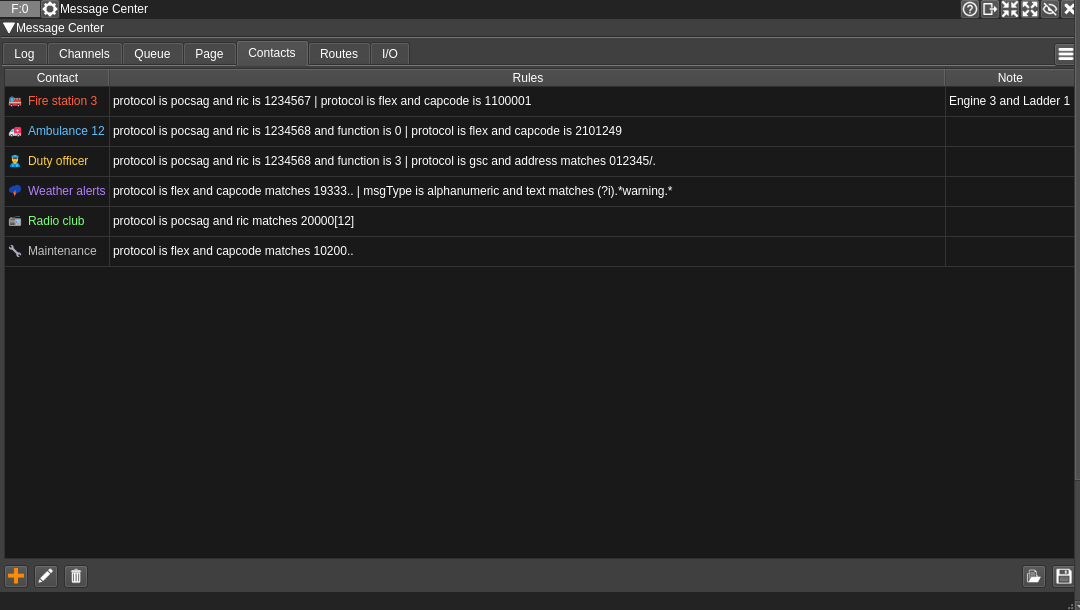 F:0 Message Center
Message Center
Log Channels Queue Page Contacts Routes I/O
Contact Rules Note
Fire station 3 protocol is pocsag and ric is 1234567 | protocol is flex and capcode is 1100001 Engine 3 and Ladder 1
Ambulance 12 protocol is pocsag and ric is 1234568 and function is 0 | protocol is flex and capcode is 2101249
Duty officer protocol is pocsag and ric is 1234568 and function is 3 | protocol is gsc and address matches 012345/.
Weather alerts protocol is flex and capcode matches 19333.. | msgType is alphanumeric and text matches (?i).*warning.*
Radio club protocol is pocsag and ric matches 20000[12]
Maintenance protocol is flex and capcode matches 10200..